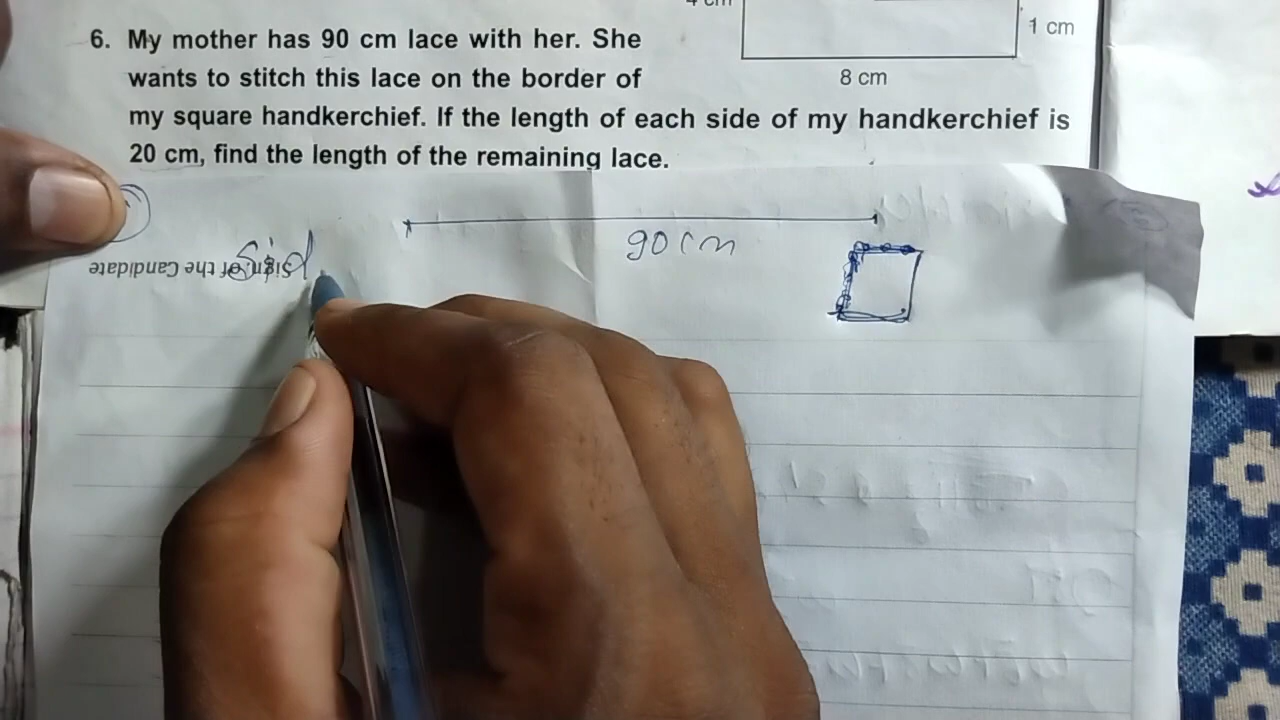 4 cm
1 cm
8 cm
6. My mother has 90 cm lace with her. She
wants to stitch this lace on the border of
my square handkerchief. If the length of each side of my handkerchief is
20 cm, find the length of the remaining lace.
90 cm
Sign of the Candidate
Sid